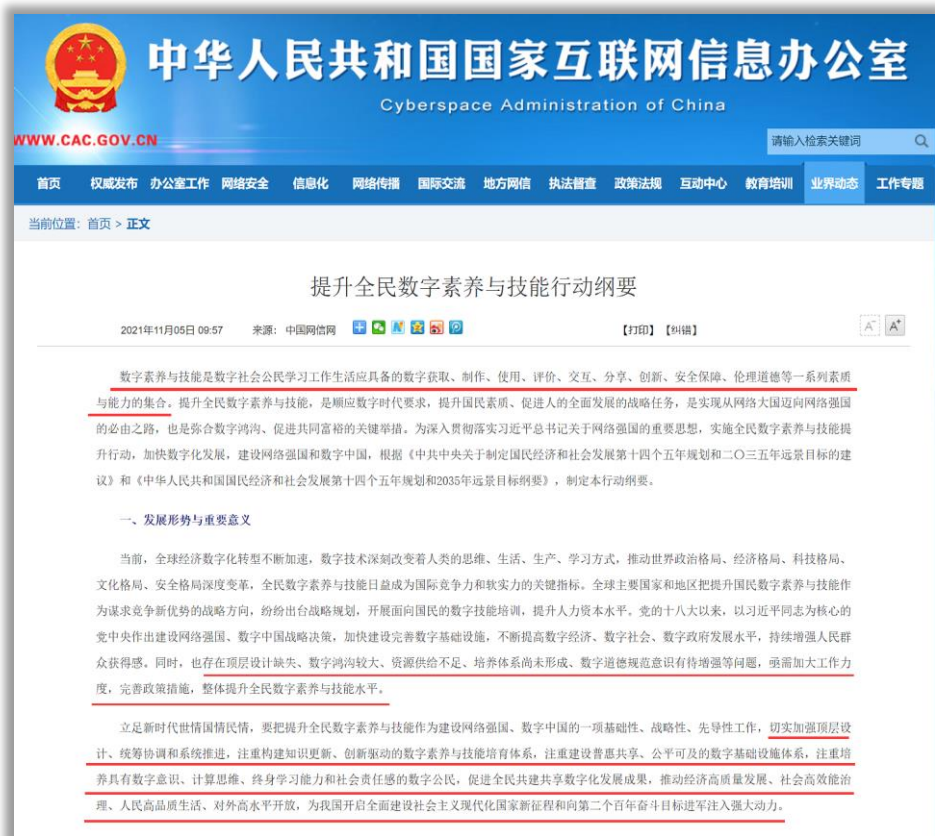 中华人民共和国国家互联网信息办公室
Cyberspace Administration of China
WWW.CAC.GOV.CN
请输入检索关键词
首页 权威发布 办公室工作 网络安全 信息化 网络传播 国际交流 地方网信 执法督查 政策法规 互动中心 教育培训 业界动态 工作专题
当前位置: 首页 > 正文
提升全民数字素养与技能行动纲要
2021年11月05日 09:57 来源: 中国网信网 【打印】【纠错】 A- A+
数字素养与技能是数字社会公民学习工作生活应具备的数字获取、制作、使用、评价、交互、分享、创新、安全保障、伦理道德等一系列素质
与能力的集合。提升全民数字素养与技能，是顺应数字时代要求，提升国民素质、促进人的全面发展的战略任务，是实现从网络大国迈向网络强国
的必由之路，也是弥合数字鸿沟、促进共同富裕的关键举措。为深入贯彻落实习近平总书记关于网络强国的重要思想，实施全民数字素养与技能提
升行动，加快数字化发展，建设网络强国和数字中国，根据《中共中央关于制定国民经济和社会发展第十四个五年规划和二〇三五年远景目标的建
议》和《中华人民共和国国民经济和社会发展第十四个五年规划和2035年远景目标纲要》，制定本行动纲要。
一、发展形势与重要意义
当前，全球经济数字化转型不断加速，数字技术深刻改变着人类的思维、生活、生产、学习方式，推动世界政治格局、经济格局、科技格局、
文化格局、安全格局深度变革，全民数字素养与技能日益成为国际竞争力和软实力的关键指标。全球主要国家和地区把提升国民数字素养与技能作
为谋求竞争新优势的战略方向，纷纷出台战略规划，开展面向国民的数字技能培训，提升人力资本水平。党的十八大以来，以习近平同志为核心的
党中央作出建设网络强国、数字中国战略决策，加快建设完善数字基础设施，不断提高数字经济、数字社会、数字政府发展水平，持续增强人民群
众获得感。同时，也存在顶层设计缺失、数字鸿沟较大、资源供给不足、培养体系尚未形成、数字道德规范意识有待增强等问题，亟需加大工作力
度，完善政策措施，整体提升全民数字素养与技能水平。
立足新时代世情国情民情，要把提升全民数字素养与技能作为建设网络强国、数字中国的一项基础性、战略性、先导性工作，切实加强顶层设
计、统筹协调和系统推进，注重构建知识更新、创新驱动的数字素养与技能培育体系，注重建设普惠共享、公平可及的数字基础设施体系，注重培
养具有数字意识、计算思维、终身学习能力和社会责任感的数字公民，促进全民共建共享数字化发展成果，推动经济高质量发展、社会高效能治
理、人民高品质生活、对外高水平开放，为我国开启全面建设社会主义现代化国家新征程和向第二个百年奋斗目标进军注入强大动力。